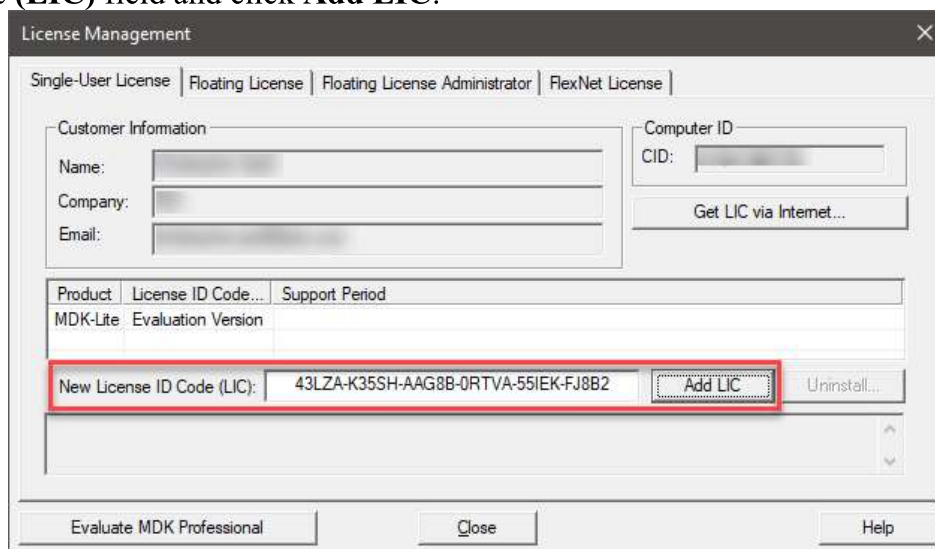 (LIC) field and click Add LIC.
License Management
Single-User License Floating License Floating License Administrator FlexNet License
Customer Information
Computer ID
Name:
CID:
Company:
Get LIC via Internet...
Email:
Product License ID Code... Support Period
MDK-Lite Evaluation Version
New License ID Code (LIC): 43LZA-K35SH-AAG8B-0RTVA-55IEK-FJ8B2 Add LIC Uninstall...
Evaluate MDK Professional Close Help